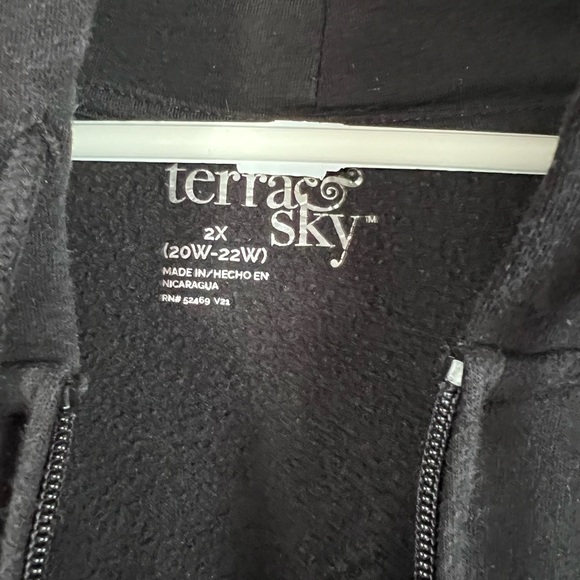 terra &
sky™
2X
(20W-22W)
MADE IN/HECHO EN
NICARAGUA
RN# 52469 V21